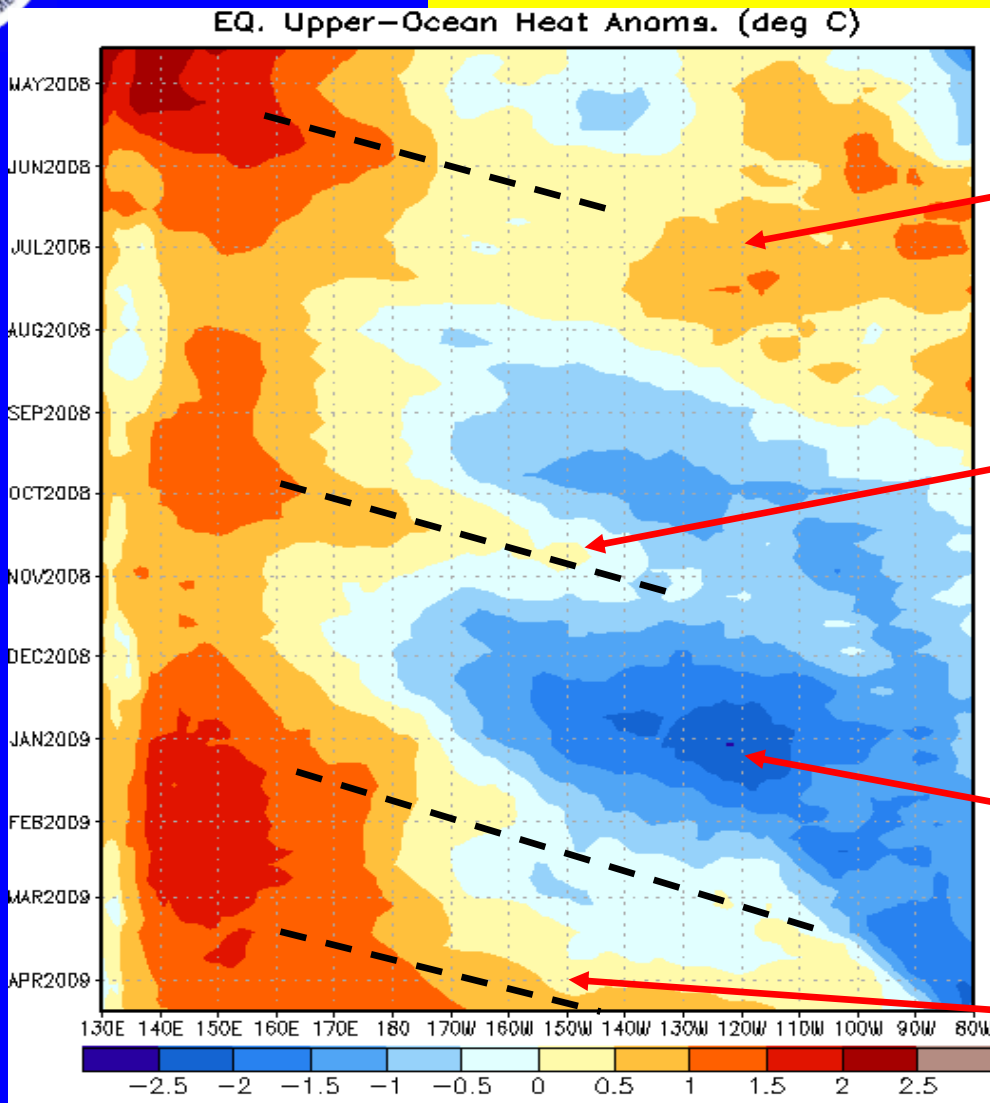 EQ. Upper-Ocean Heat Anoms. (deg C)
MAY2008
JUN2008
JUL2008
AUG2008
SEP2008
OCT2008
NOV2008
DEC2008
JAN2009
FEB2009
MAR2009
APR2009
130E 140E 150E 160E 170E 180 170W 160W 150W 140W 130W 120W 110W 100W 90W 80W
-2.5 -2 -1.5 -1 -0.5 0 0.5 1 1.5 2 2.5